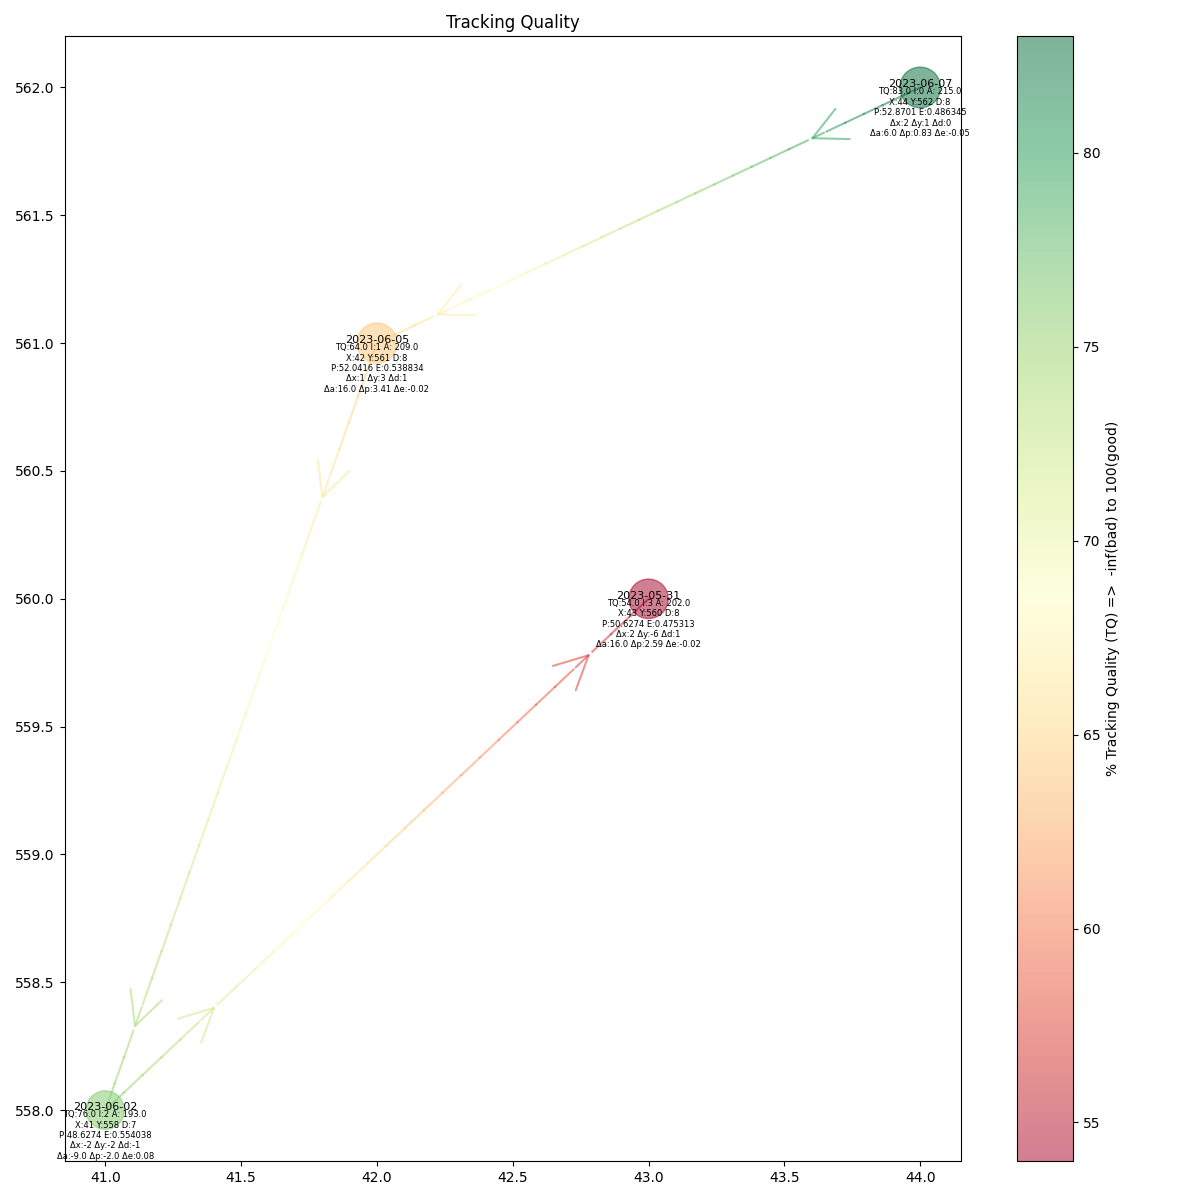 Tracking Quality
562.0
561.5
561.0
560.5
560.0
559.5
559.0
558.5
558.0
2023-06-07
TQ:83.0 I:0 A: 215.0
X:44 Y:562 D:8
P:52.8701 E:0.486345
Δx:2 Δy:1 Δd:0
Δa:6.0 Δp:0.83 Δe:-0.05
2023-06-05
TQ:64.0 I:1 A: 209.0
X:42 Y:561 D:8
P:52.0416 E:0.538834
Δx:1 Δy:3 Δd:1
Δa:16.0 Δp:3.41 Δe:-0.02
2023-05-31
TQ:54.0 I:3 A: 202.0
X:43 Y:560 D:8
P:50.6274 E:0.475313
Δx:2 Δy:-6 Δd:1
Δa:16.0 Δp:2.59 Δe:-0.02
2023-06-02
TQ:76.0 I:2 A: 193.0
X:41 Y:558 D:7
P:48.6274 E:0.554038
Δx:-2 Δy:-2 Δd:-1
Δa:-9.0 Δp:-2.0 Δe:0.08
41.0 41.5 42.0 42.5 43.0 43.5 44.0
80
75
70
65
60
55
% Tracking Quality (TQ) =>  -inf(bad) to 100(good)